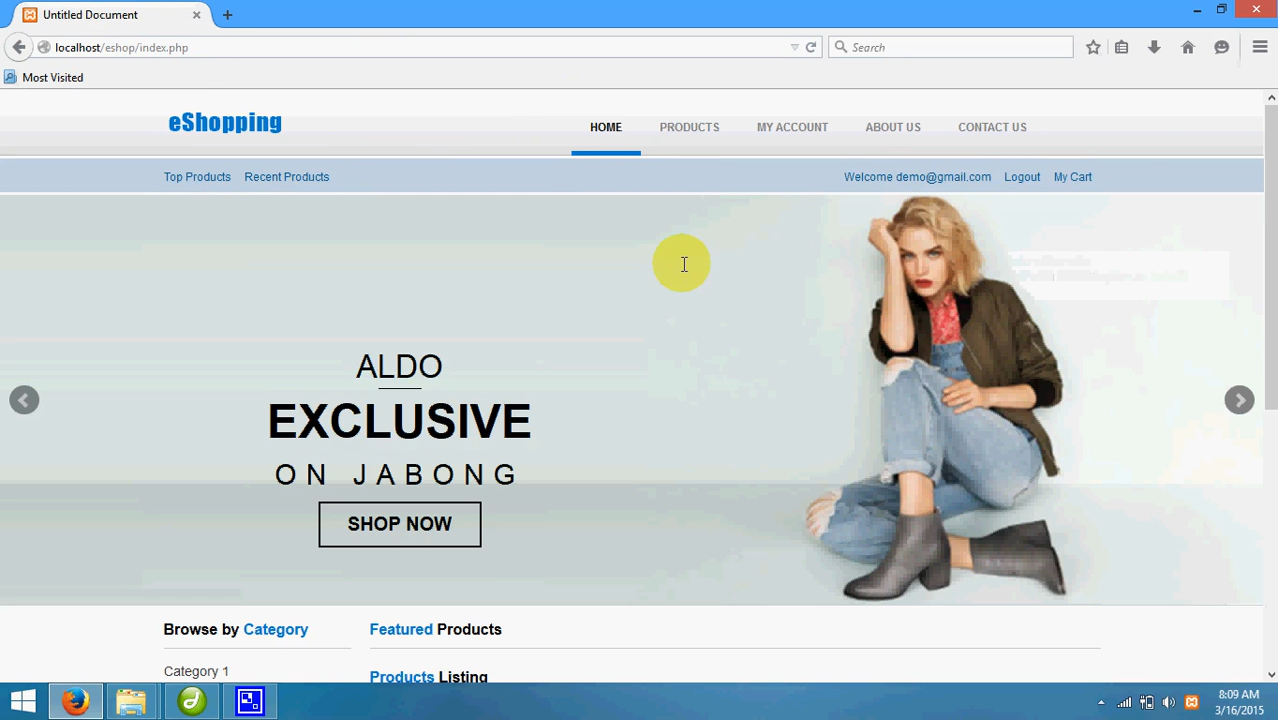 Untitled Document
localhost/eshop/index.php
Search
Most Visited
eShopping
HOME PRODUCTS MY ACCOUNT ABOUT US CONTACT US
Top Products Recent Products Welcome demo@gmail.com Logout My Cart
ALDO
EXCLUSIVE
ON JABONG
SHOP NOW
Browse by Category
Featured Products
Category 1
Products Listing
8:09 AM
3/16/2015